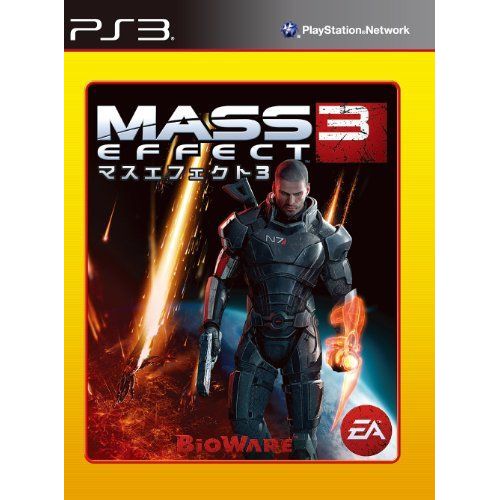 PS3
PlayStation®Network
MASS
EFFECT 3
マスエフェクト3
N7
BIOWARE®
EA